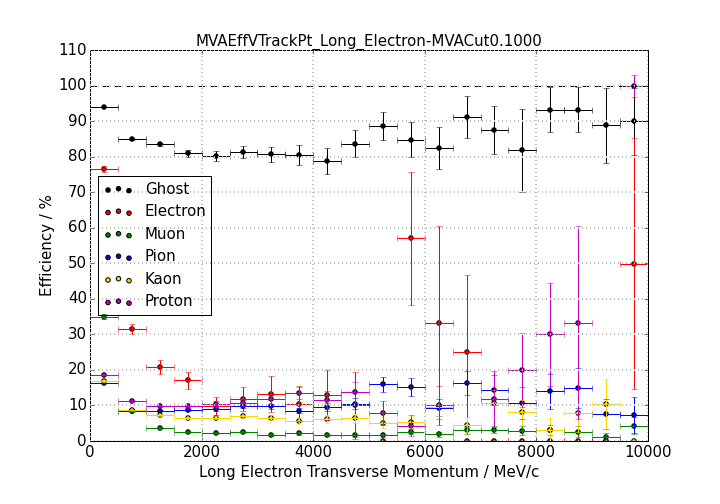 MVAEffVTrackPt_Long_Electron-MVACut0.1000
110
100
90
80
70
60
50
40
30
20
10
0
Efficiency / %
Ghost
Electron
Muon
Pion
Kaon
Proton
0 2000 4000 6000 8000 10000
Long Electron Transverse Momentum / MeV/c